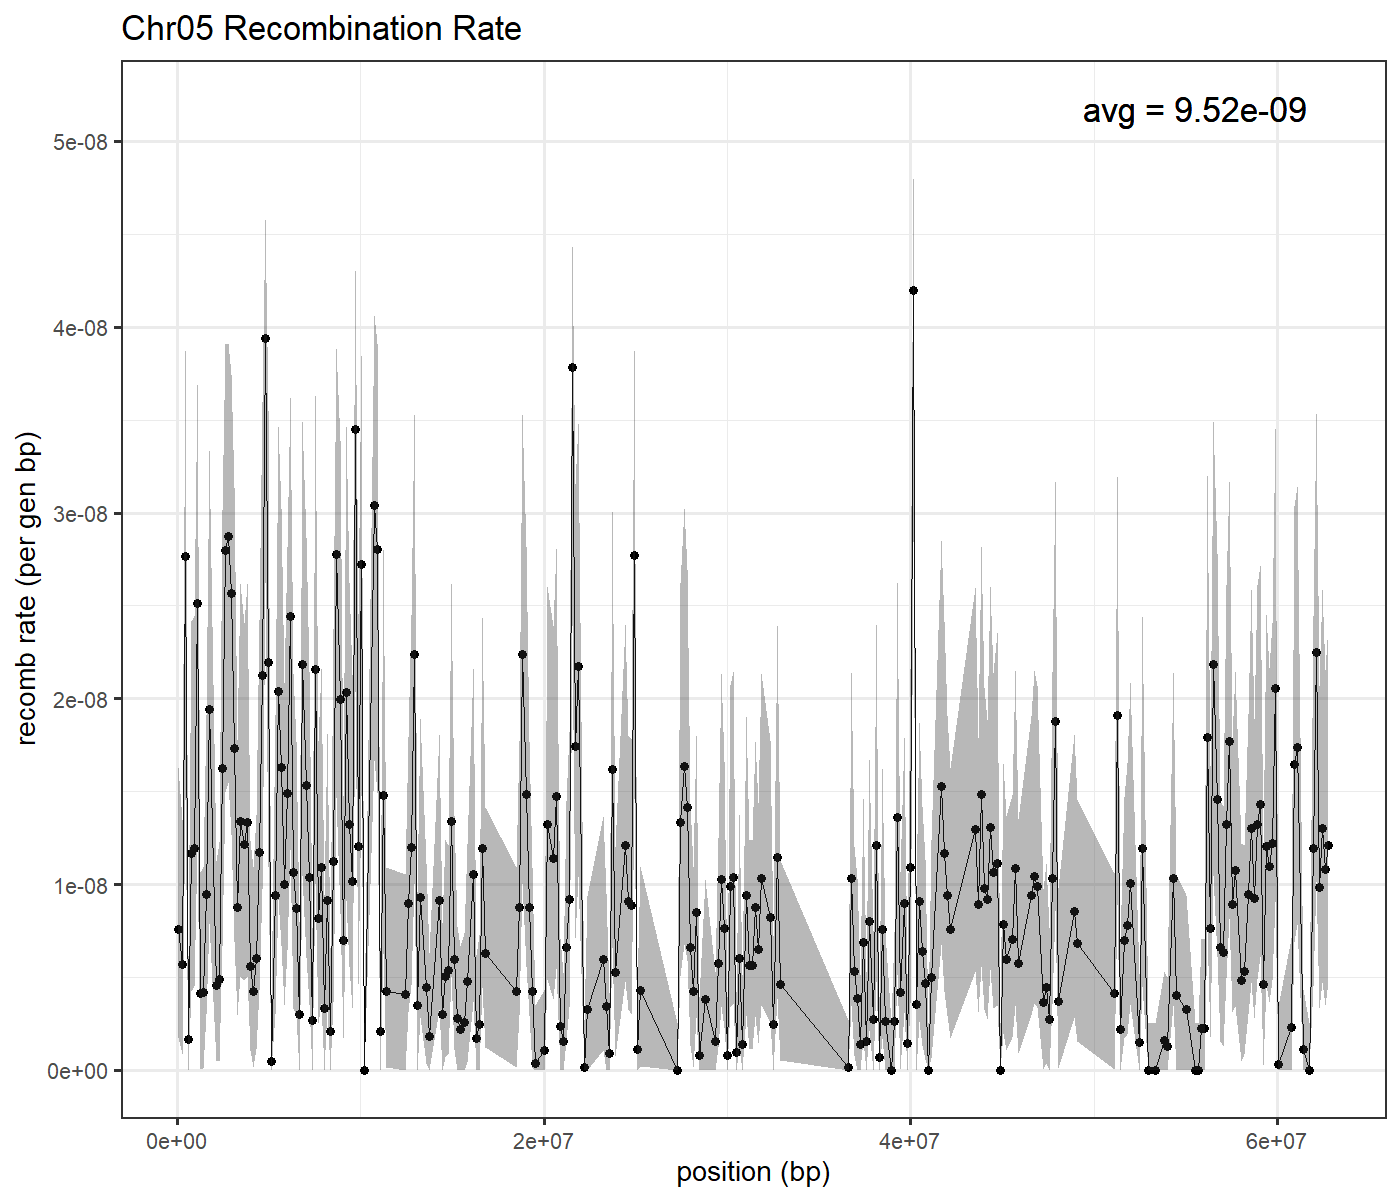 Chr05 Recombination Rate
avg = 9.52e-09
5e-08
4e-08
3e-08
2e-08
1e-08
0e+00
recomb rate (per gen bp)
0e+00
2e+07
4e+07
6e+07
position (bp)